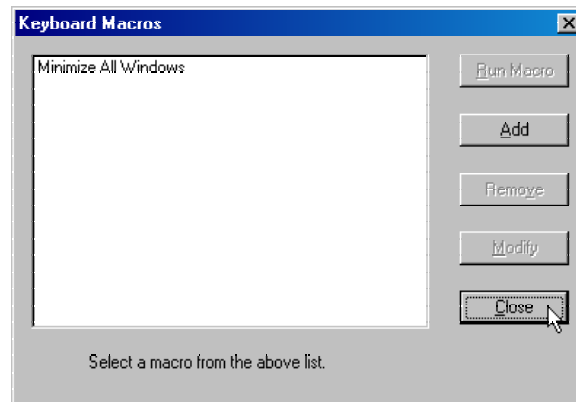 Keyboard Macros
Minimize All Windows
Run Macro
Add
Remove
Modify
Close
Select a macro from the above list.